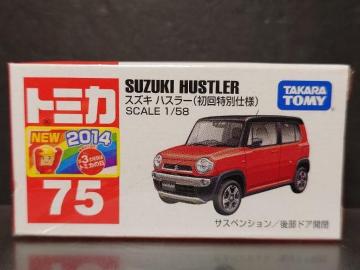 SUZUKI HUSTLER
スズキ ハスラー(初回特別仕様)
SCALE 1/58
TAKARA
TOMY
トミカ
NEW 2014
75
サスペンション/後部ドア開閉